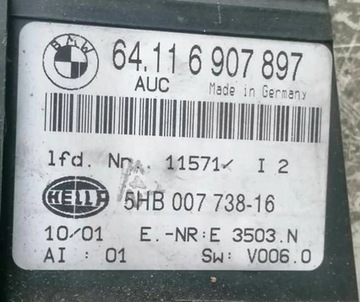 BMW
64.11 6 907 897
AUC Made in Germany
lfd. Nr.. 11571 I 2
HELLA 5HB 007 738-16
10/01 E.-NR:E 3503.N
AI : 01 Sw: V006.0